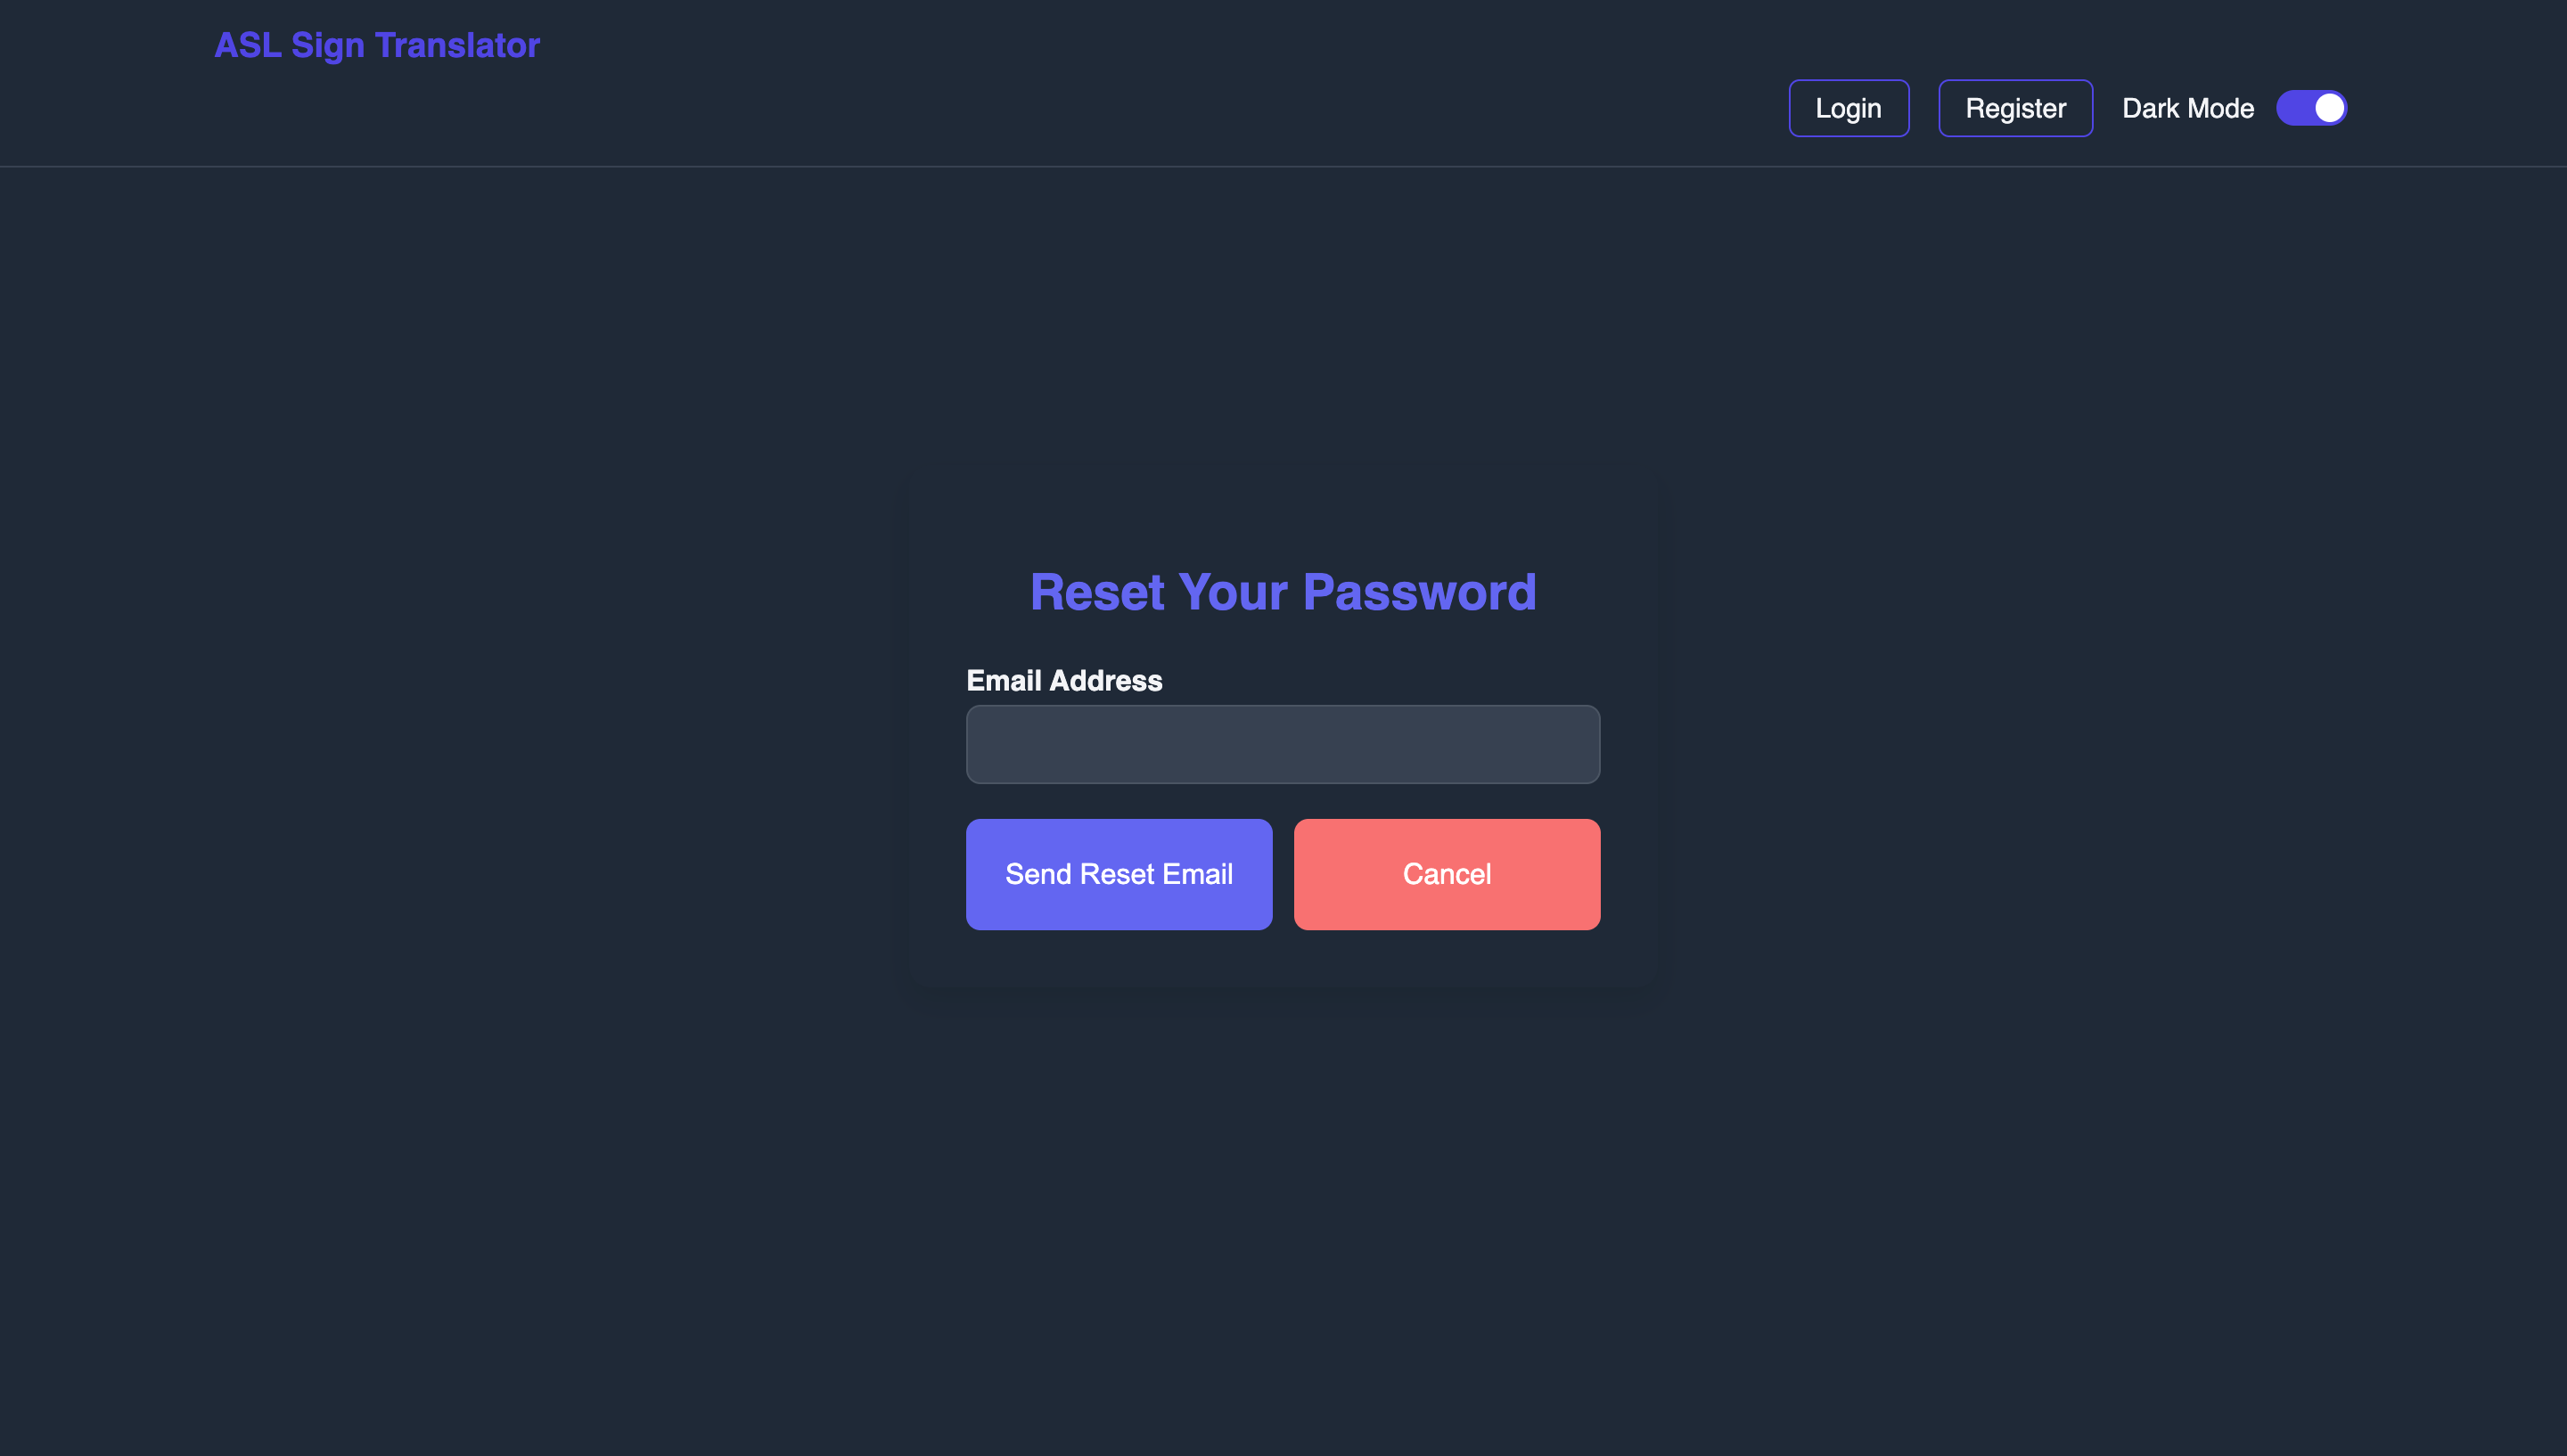 ASL Sign Translator
Login Register Dark Mode
Reset Your Password
Email Address
Send Reset Email Cancel